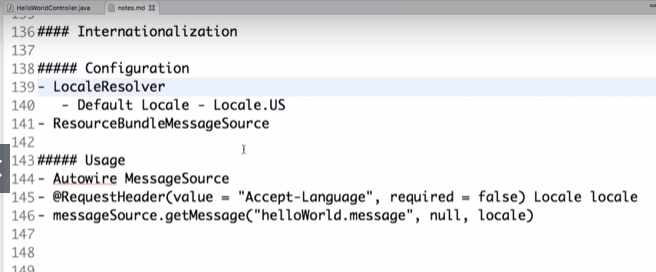 HelloWorldController.java notes.md
135
136 #### Internationalization
137
138 ##### Configuration
139 - LocaleResolver
140 - Default Locale - Locale.US
141 - ResourceBundleMessageSource
142
143 ##### Usage
144 - Autowire MessageSource
145 - @RequestHeader(value = "Accept-Language", required = false) Locale locale
146 - messageSource.getMessage("helloWorld.message", null, locale)
147
148
149